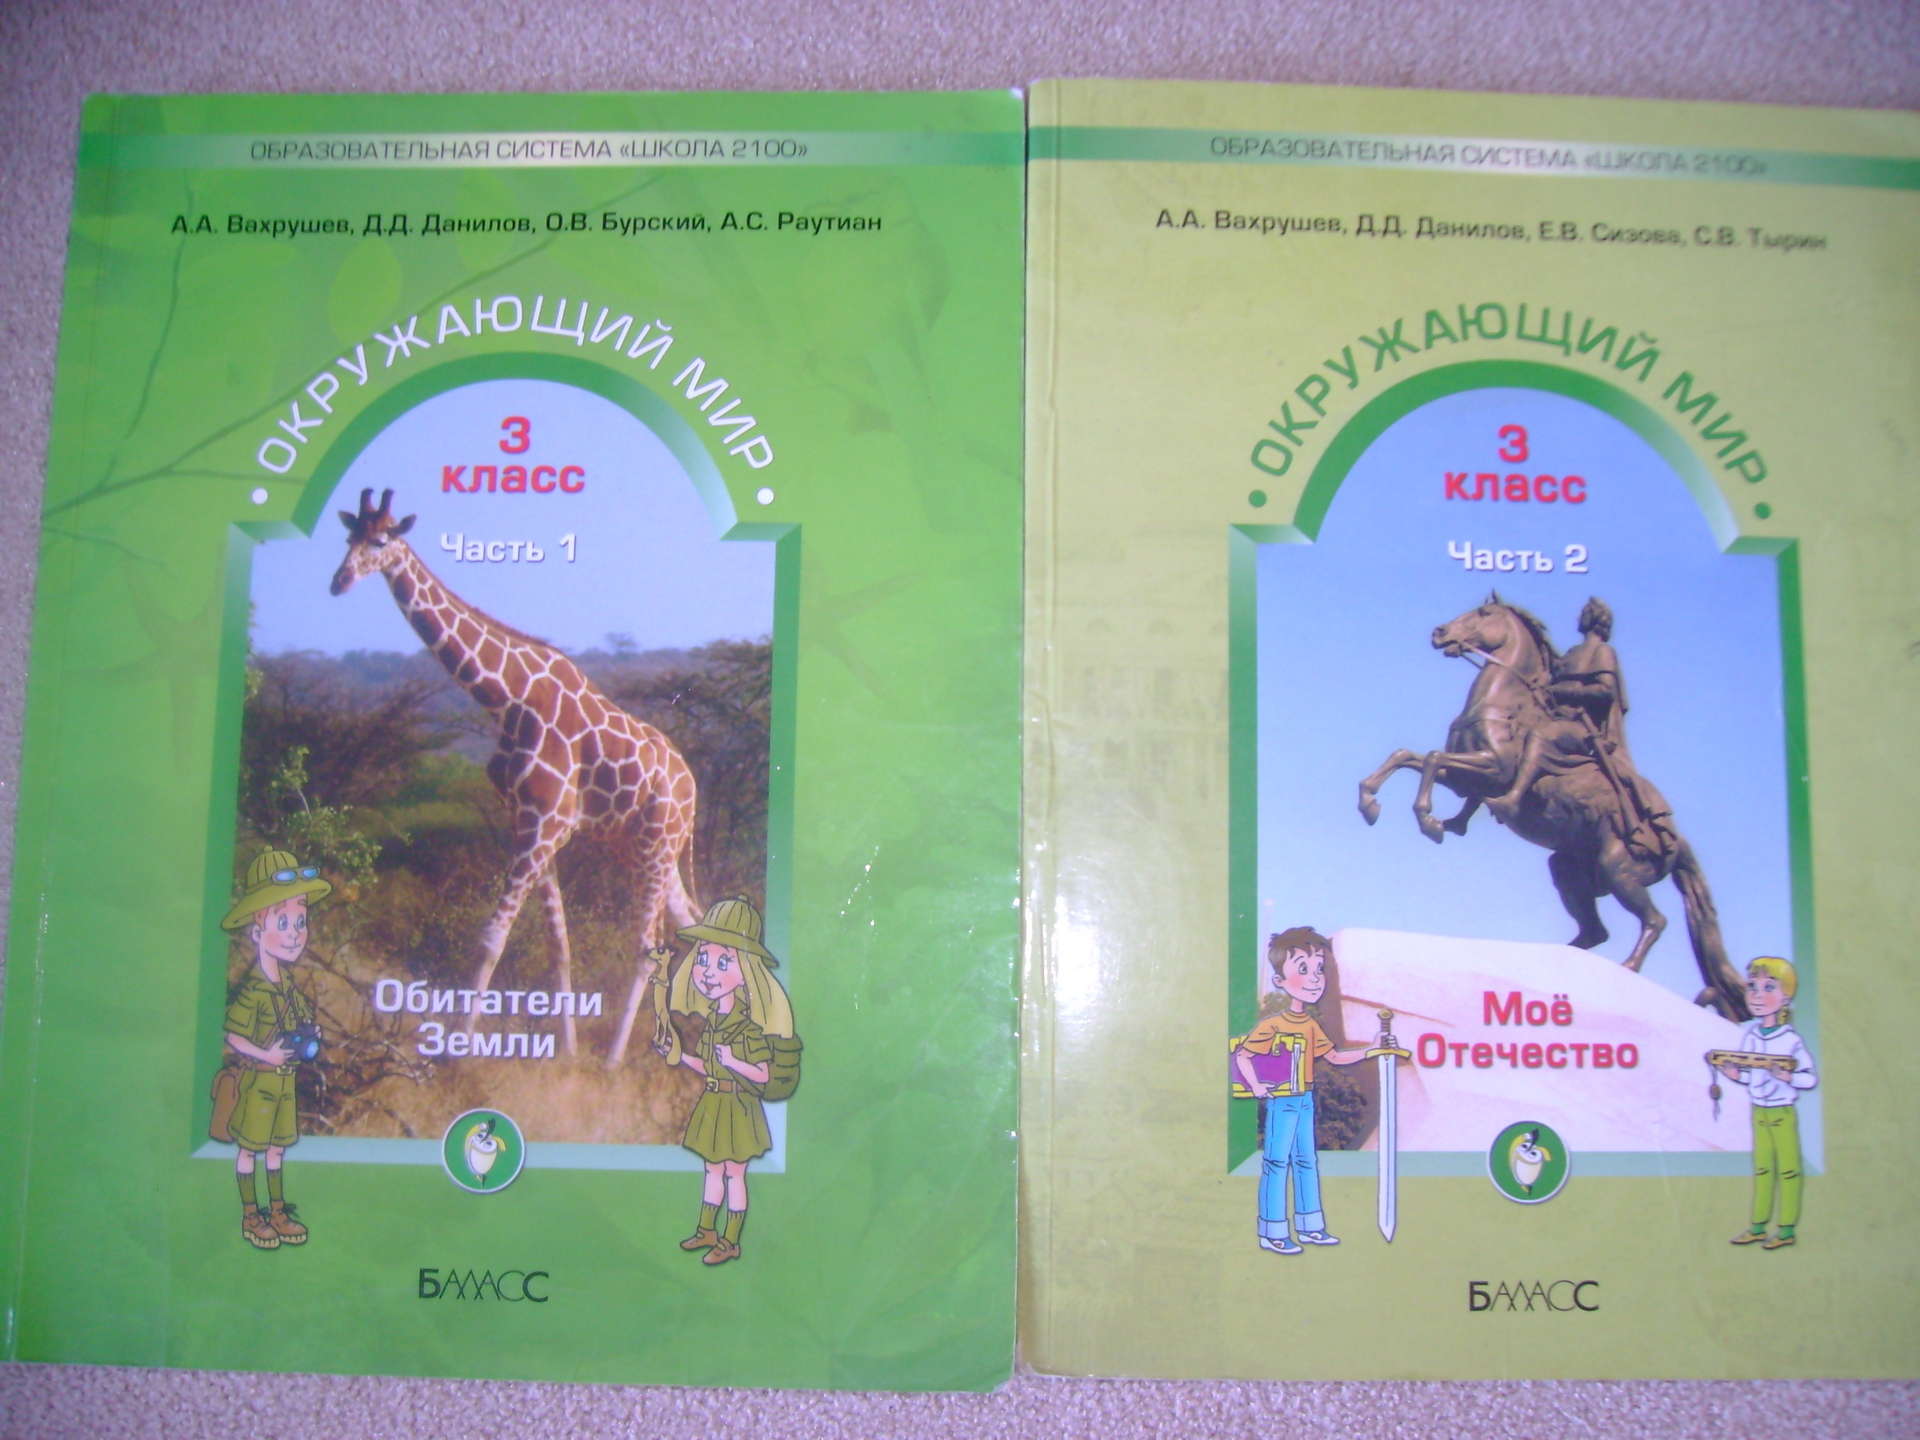 ОБРАЗОВАТЕЛЬНАЯ СИСТЕМА «ШКОЛА 2100»
А.А. Вахрушев, Д.Д. Данилов, О.В. Бурский, А.С. Раутиан
ОКРУЖАЮЩИЙ МИР
3
класс
Часть 1
Обитатели
Земли
БАЛАСС
ОБРАЗОВАТЕЛЬНАЯ СИСТЕМА «ШКОЛА 2100»
А.А. Вахрушев, Д.Д. Данилов, Е.В. Сизова, С.В. Тырин
ОКРУЖАЮЩИЙ МИР
3
класс
Часть 2
Моё
Отечество
БАЛАСС